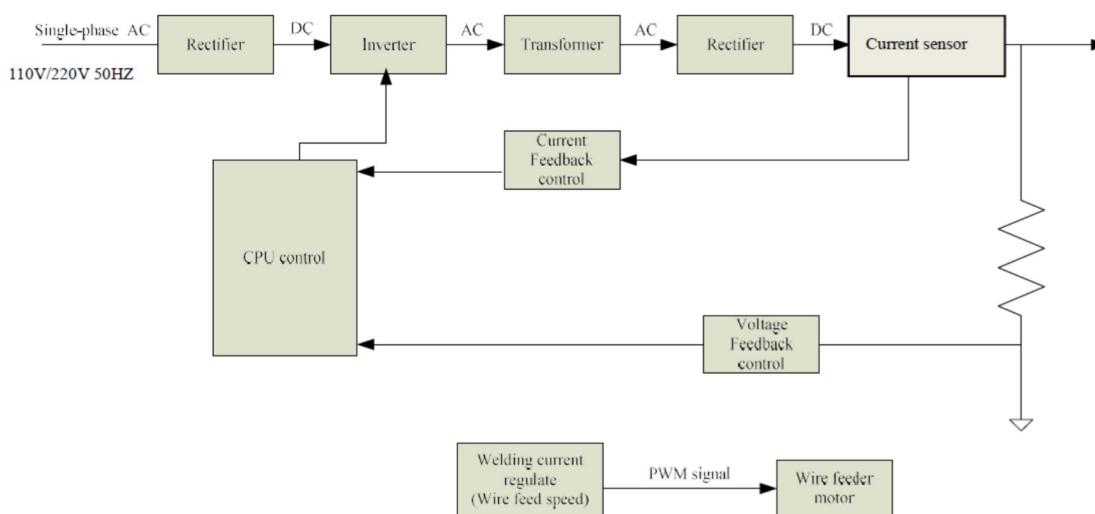 Single-phase AC
110V/220V 50HZ
Rectifier
DC
Inverter
AC
Transformer
AC
Rectifier
DC
Current sensor
Current
Feedback
control
CPU control
Voltage
Feedback
control
Welding current
regulate
(Wire feed speed)
PWM signal
Wire feeder
motor